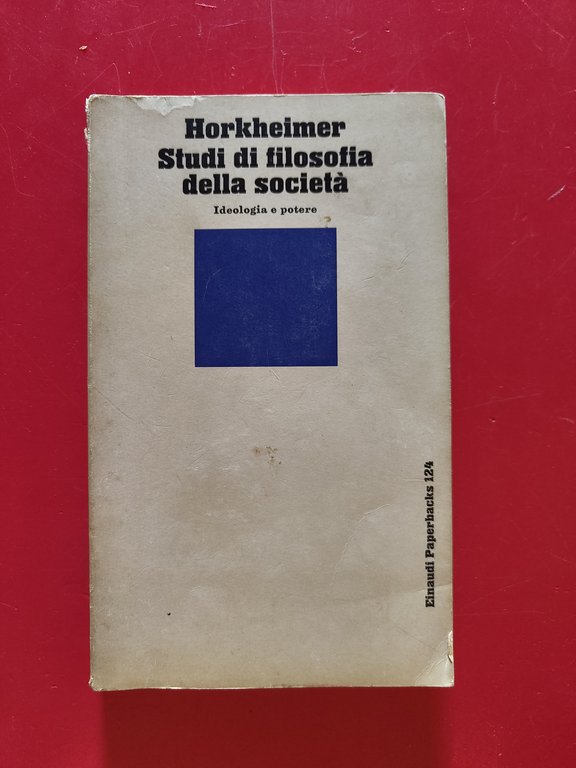 Horkheimer
Studi di filosofia
della società
Ideologia e potere
Einaudi Paperbacks 124